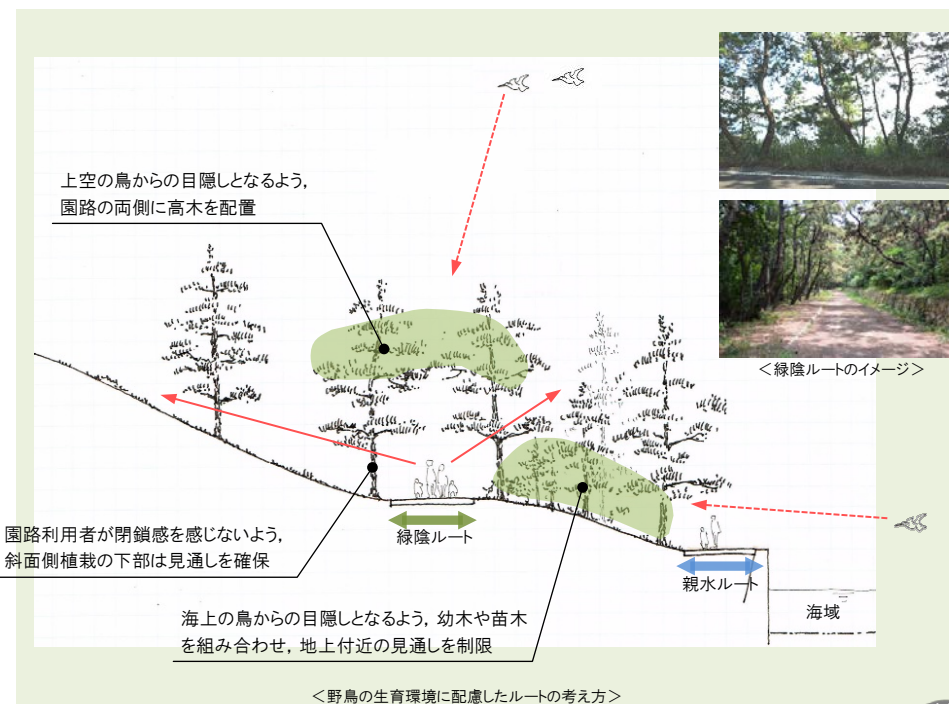 上空の鳥からの目隠しとなるよう,
園路の両側に高木を配置
<緑陰ルートのイメージ>
園路利用者が閉鎖感を感じないよう,
斜面側植栽の下部は見通しを確保
緑陰ルート
親水ルート
海域
海上の鳥からの目隠しとなるよう, 幼木や苗木
を組み合わせ, 地上付近の見通しを制限
<野鳥の生育環境に配慮したルートの考え方>